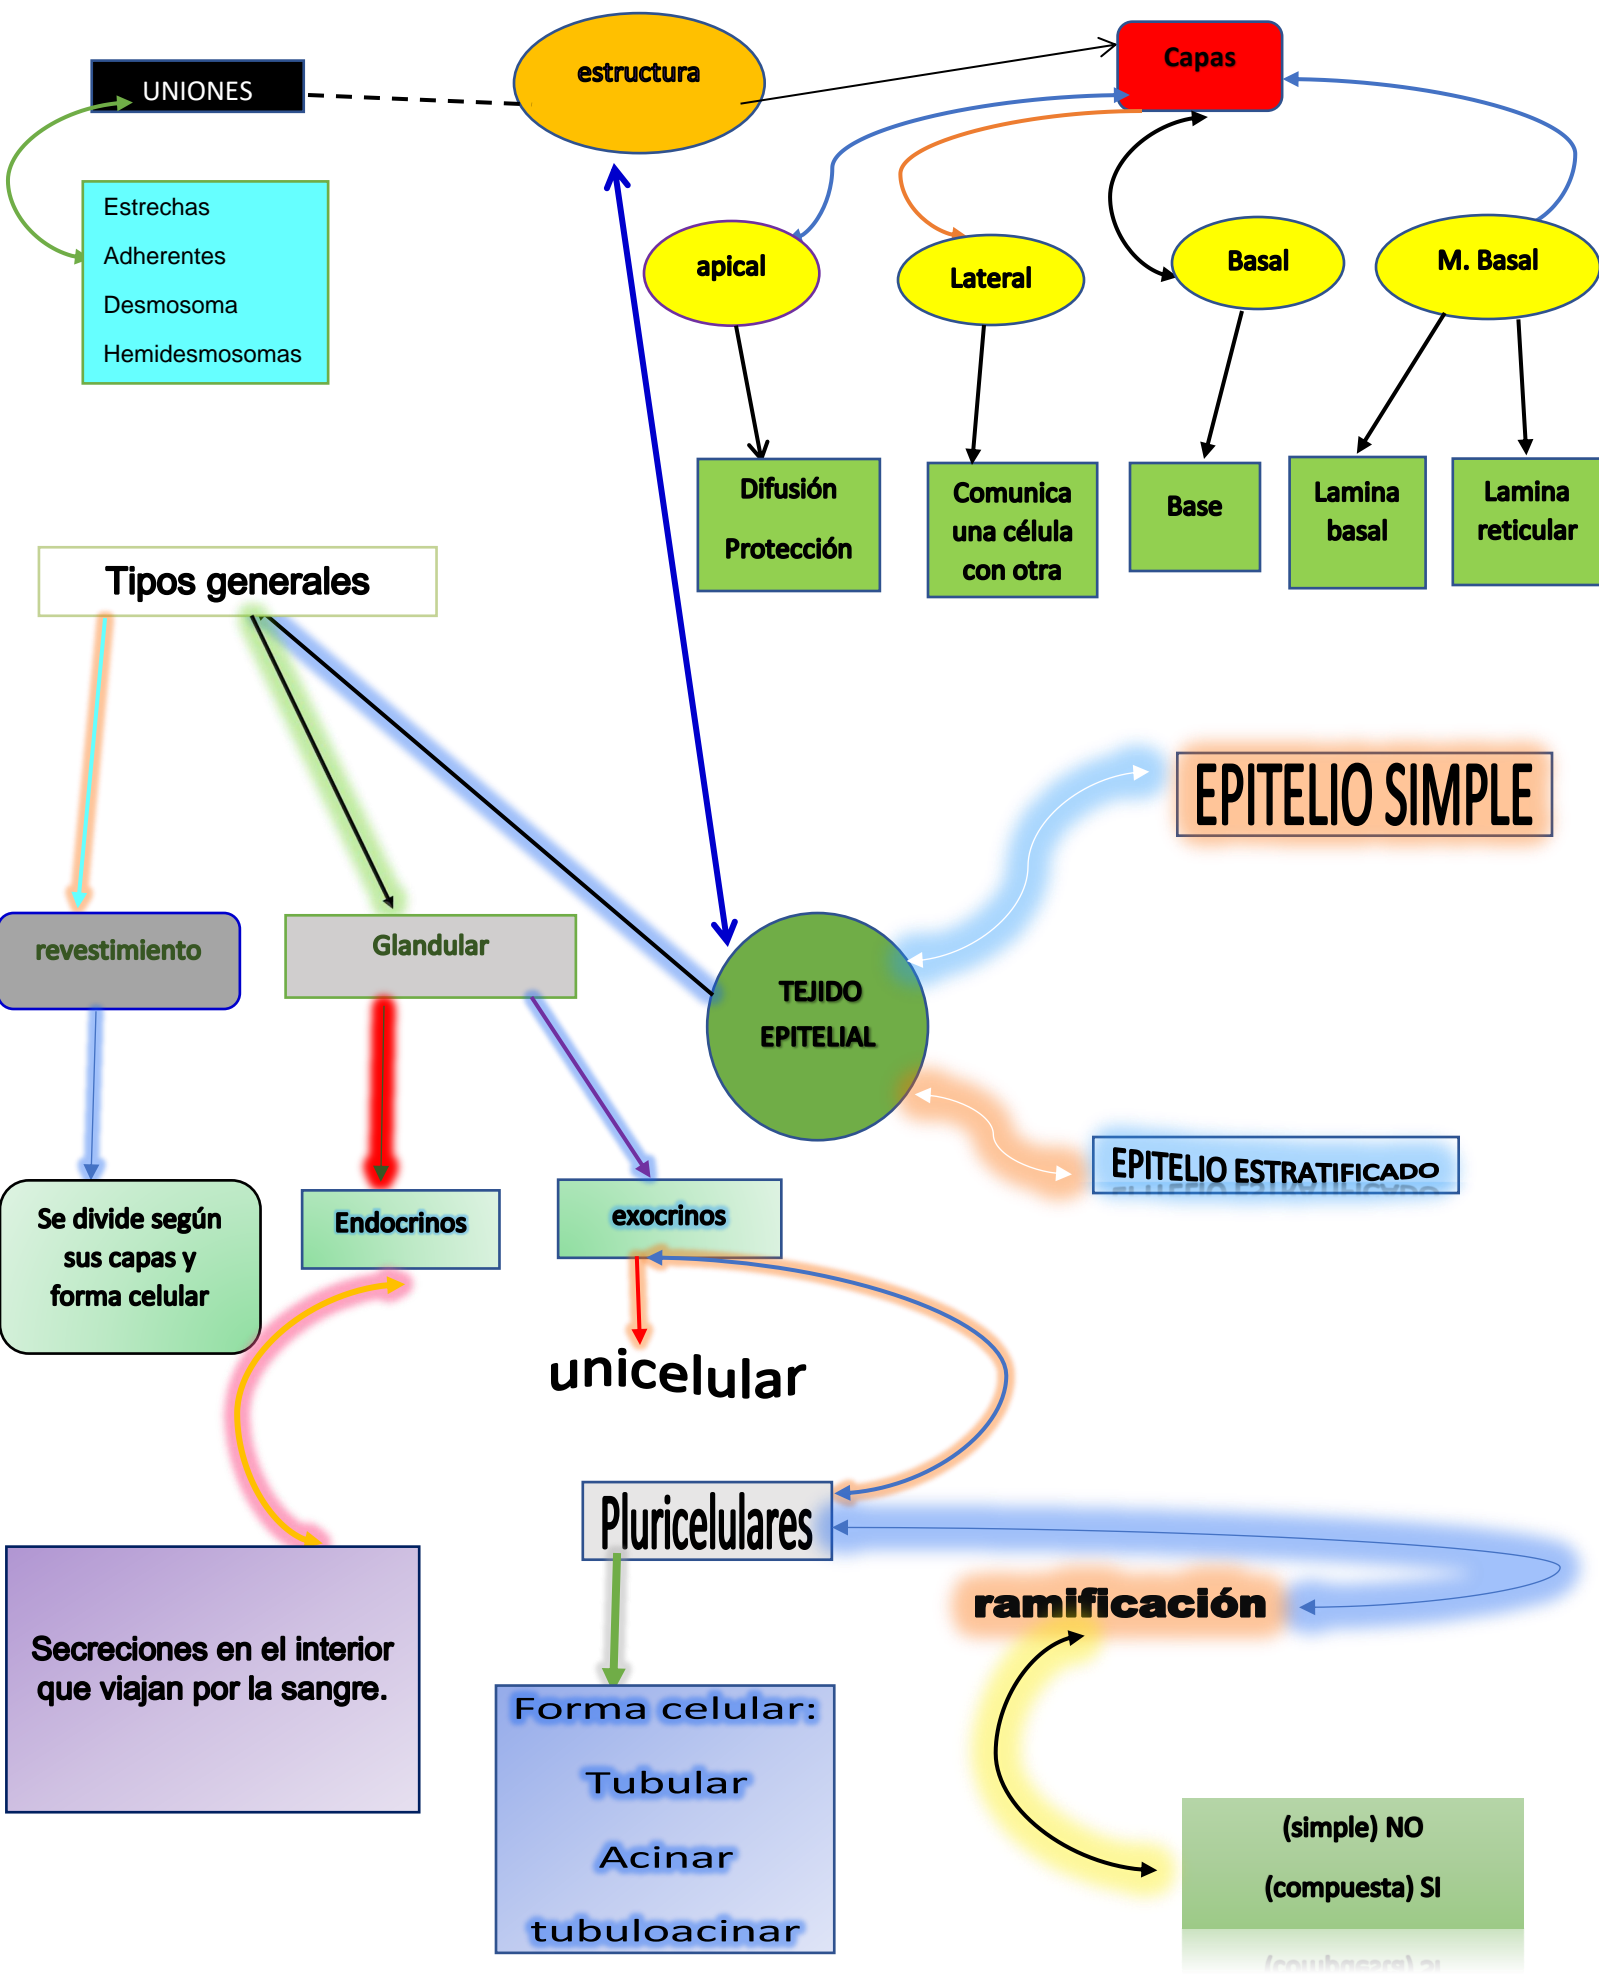 estructura
Capas
UNIONES
Estrechas
Adherentes
Desmosoma
Hemidesmosomas
apical
Lateral
Basal
M. Basal
Difusión
Protección
Comunica
una célula
con otra
Base
Lamina
basal
Lamina
reticular
Tipos generales
EPITELIO SIMPLE
revestimiento
Glandular
TEJIDO
EPITELIAL
EPITELIO ESTRATIFICADO
Se divide según
sus capas y
forma celular
Endocrinos
exocrinos
unicelular
Pluricelulares
ramificación
Secreciones en el interior
que viajan por la sangre.
Forma celular:
Tubular
Acinar
tubuloacinar
(simple) NO
(compuesta) SI